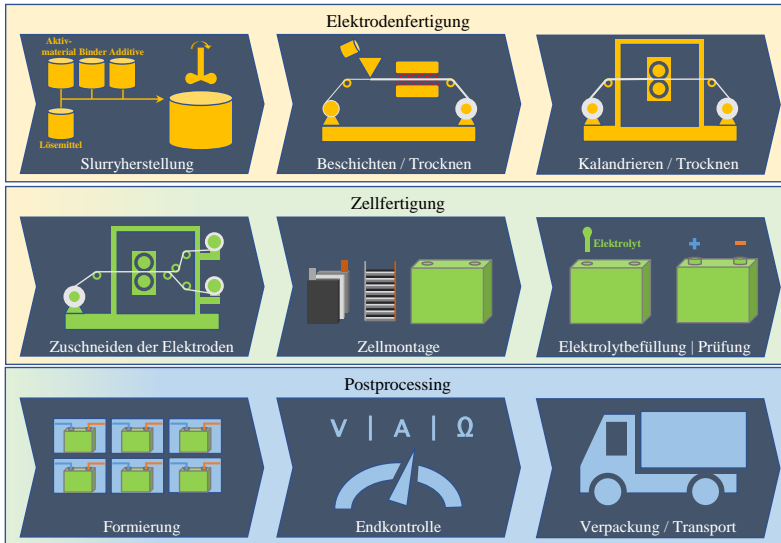 Elektrodenfertigung
Aktiv-
material Binder Additive
Lösemittel
Slurryherstellung
Beschichten / Trocknen
Kalandrieren / Trocknen
Zellfertigung
Zuschneiden der Elektroden
Zellmontage
Elektrolyt
+ −
Elektrolytbefüllung | Prüfung
Postprocessing
Formierung
V | A | Ω
Endkontrolle
Verpackung / Transport